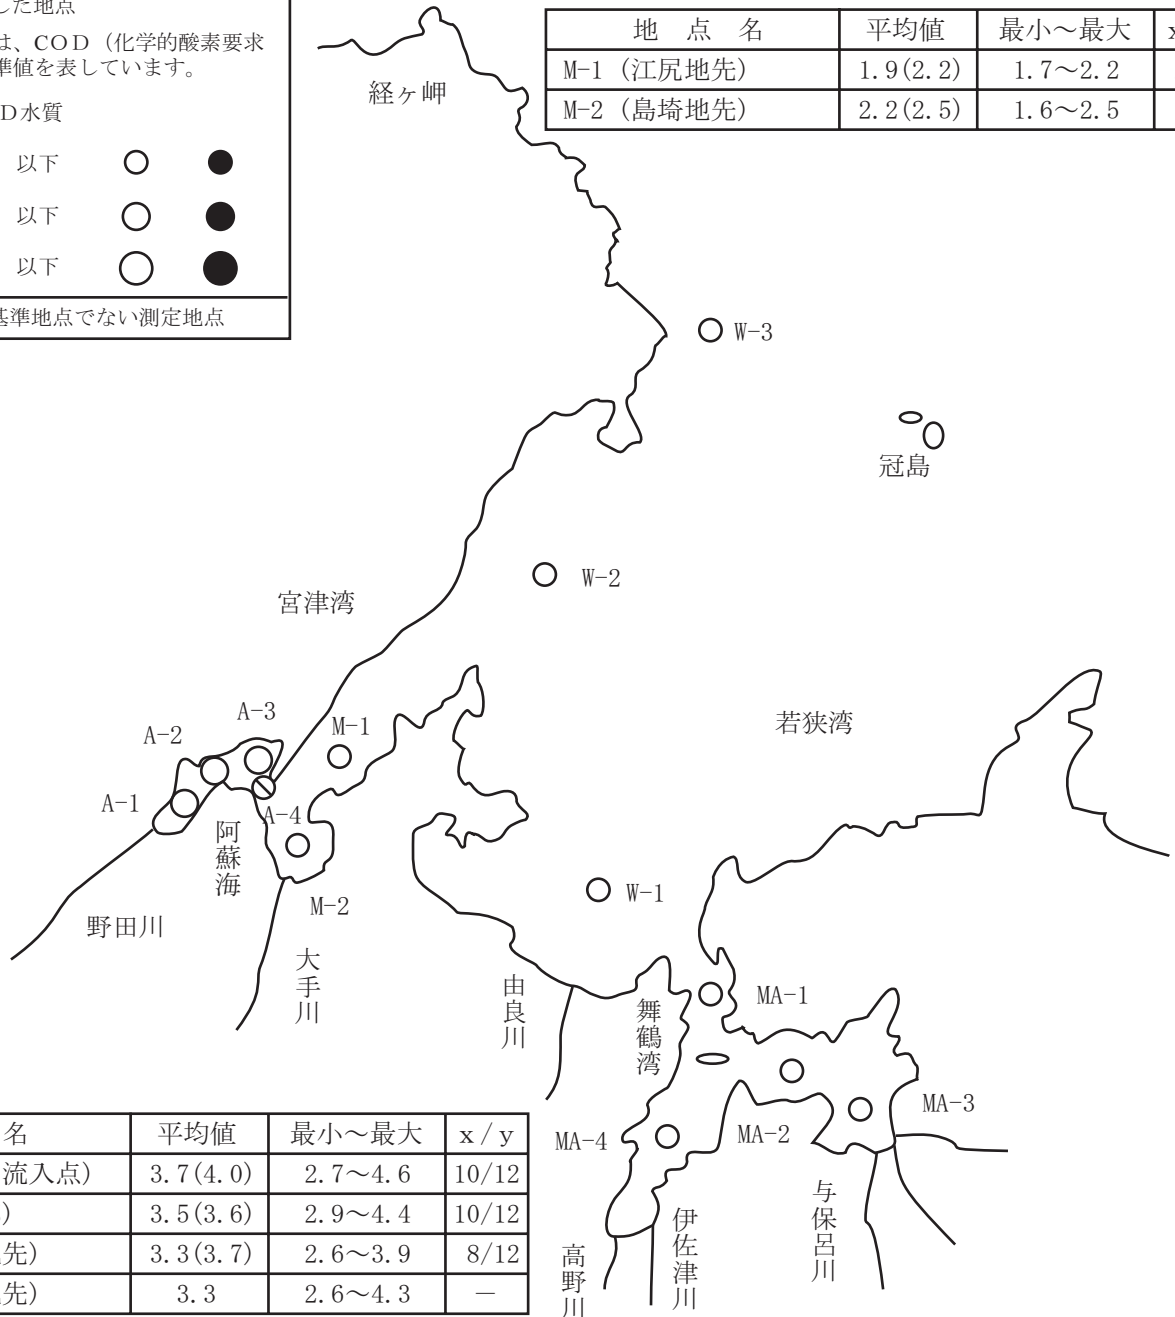 した地点
は、COD（化学的酸素要求
準値を表しています。
D水質
以下
以下
以下
基準地点でない測定地点
地点名 平均値 最小～最大
M-1（江尻地先） 1.9(2.2) 1.7～2.2
M-2（島埼地先） 2.2(2.5) 1.6～2.5
経ヶ岬
W-3
冠島
W-2
宮津湾
A-3
M-1
A-2
若狭湾
A-1
A-4
阿蘇海
W-1
M-2
野田川
大手川
由良川
舞鶴湾
MA-1
MA-3
MA-4
MA-2
与保呂川
伊佐津川
高野川
名 平均値 最小～最大 x/y
流入点） 3.7(4.0) 2.7～4.6 10/12
） 3.5(3.6) 2.9～4.4 10/12
先） 3.3(3.7) 2.6～3.9 8/12
先） 3.3 2.6～4.3 －